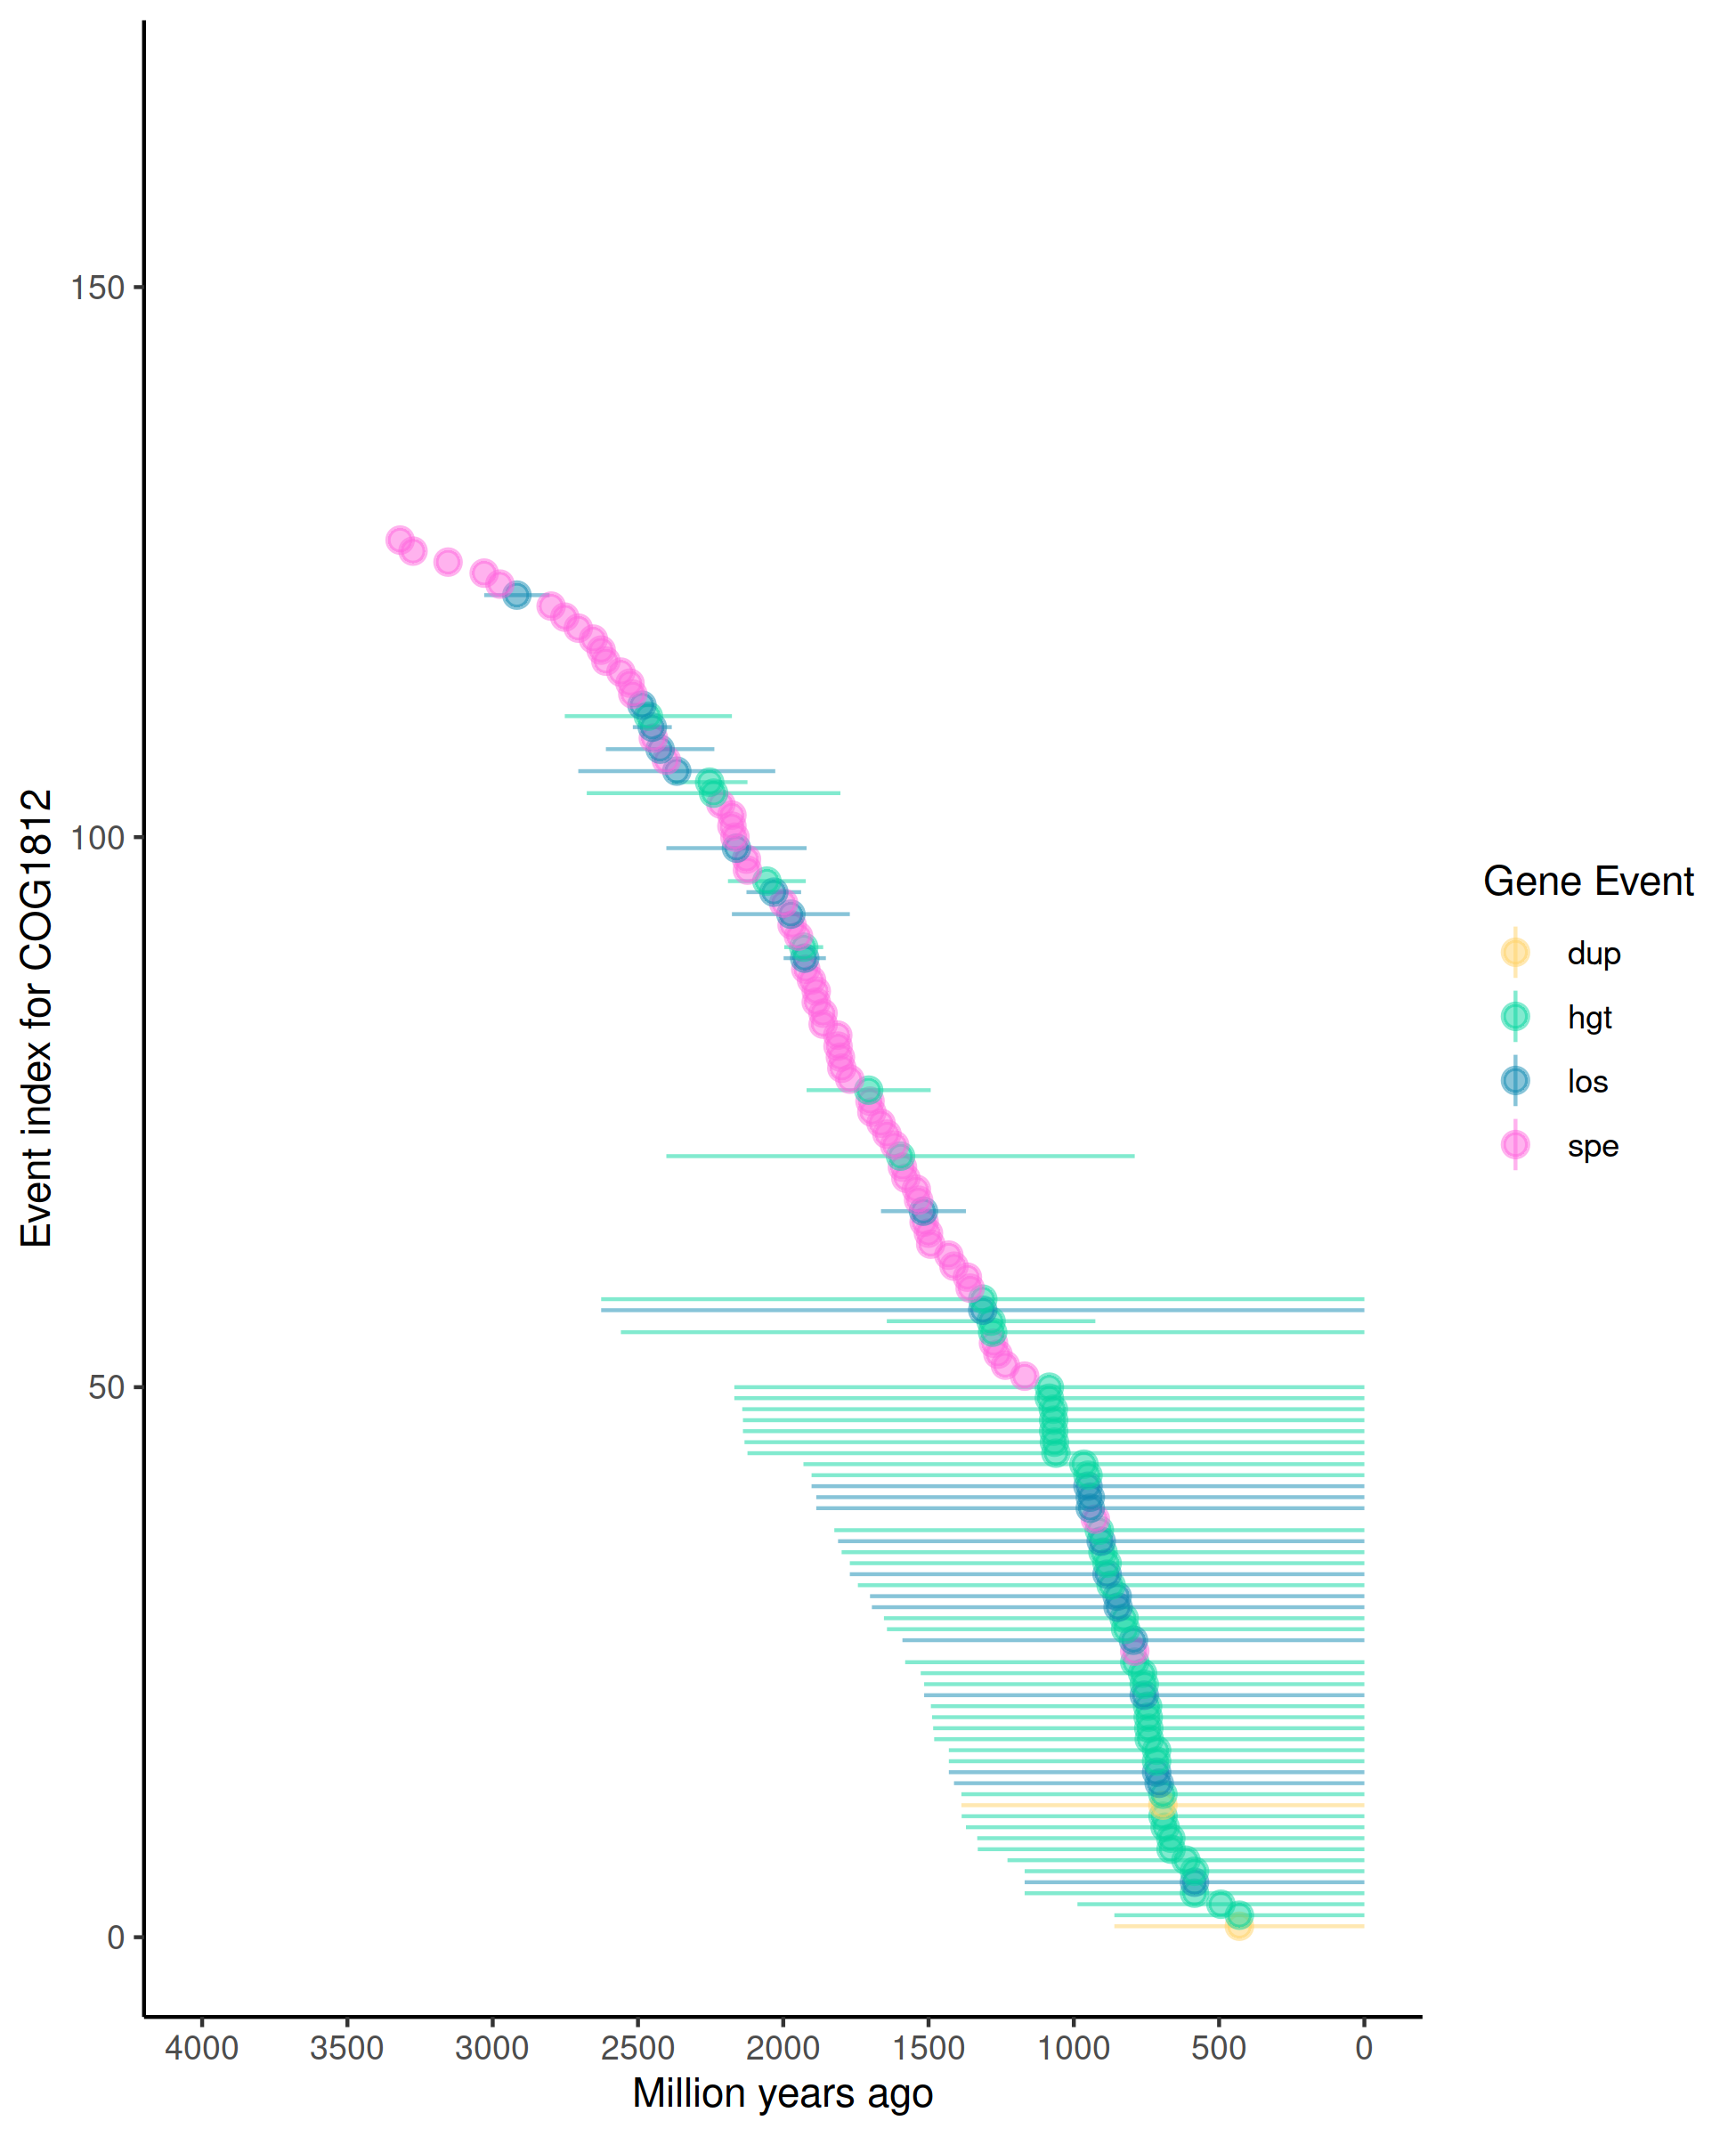 150
100
50
0
Event index for COG1812
4000 3500 3000 2500 2000 1500 1000 500 0
Million years ago
Gene Event
dup
hgt
los
spe